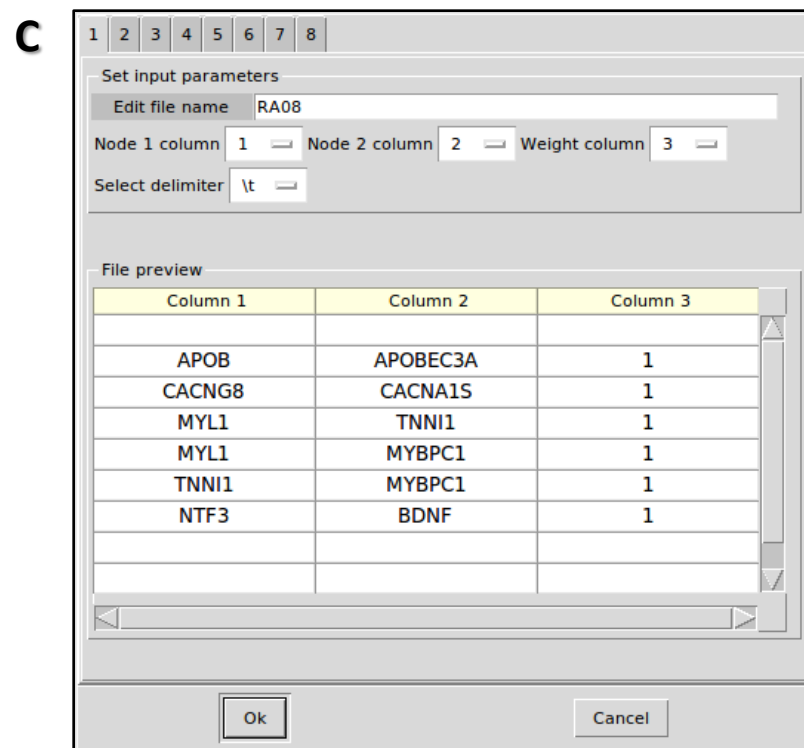 C
1 2 3 4 5 6 7 8
Set input parameters
Edit file name RA08
Node 1 column 1 Node 2 column 2 Weight column 3
Select delimiter \t
File preview
Column 1 Column 2 Column 3
APOB APOBEC3A 1
CACNG8 CACNA1S 1
MYL1 TNNI1 1
MYL1 MYBPC1 1
TNNI1 MYBPC1 1
NTF3 BDNF 1
Ok Cancel